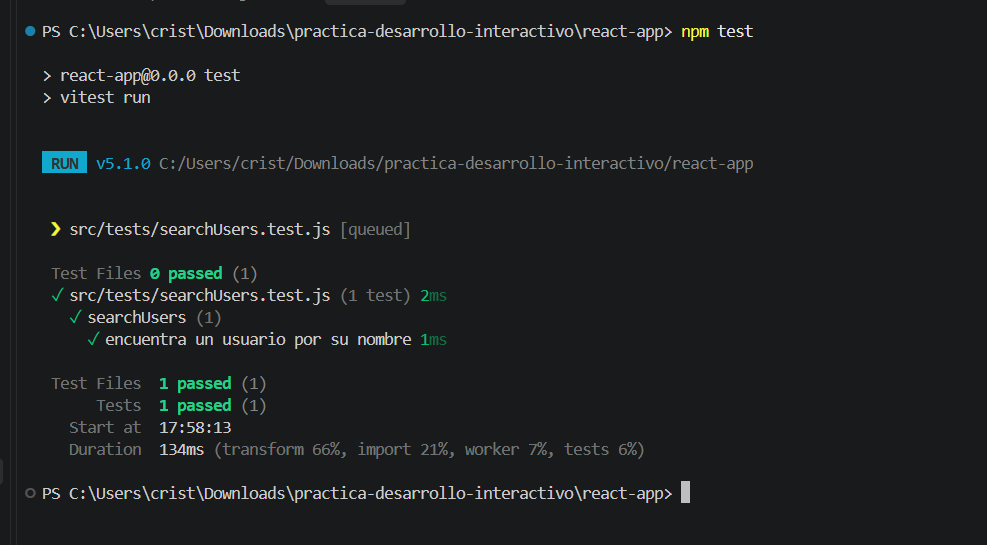 PS C:\Users\crist\Downloads\practica-desarrollo-interactivo\react-app> npm test
> react-app@0.0.0 test
> vitest run
RUN v5.1.0 C:/Users/crist/Downloads/practica-desarrollo-interactivo/react-app
❯ src/tests/searchUsers.test.js [queued]
Test Files 0 passed (1)
✓ src/tests/searchUsers.test.js (1 test) 2ms
✓ searchUsers (1)
✓ encuentra un usuario por su nombre 1ms
Test Files 1 passed (1)
Tests 1 passed (1)
Start at 17:58:13
Duration 134ms (transform 66%, import 21%, worker 7%, tests 6%)
PS C:\Users\crist\Downloads\practica-desarrollo-interactivo\react-app>